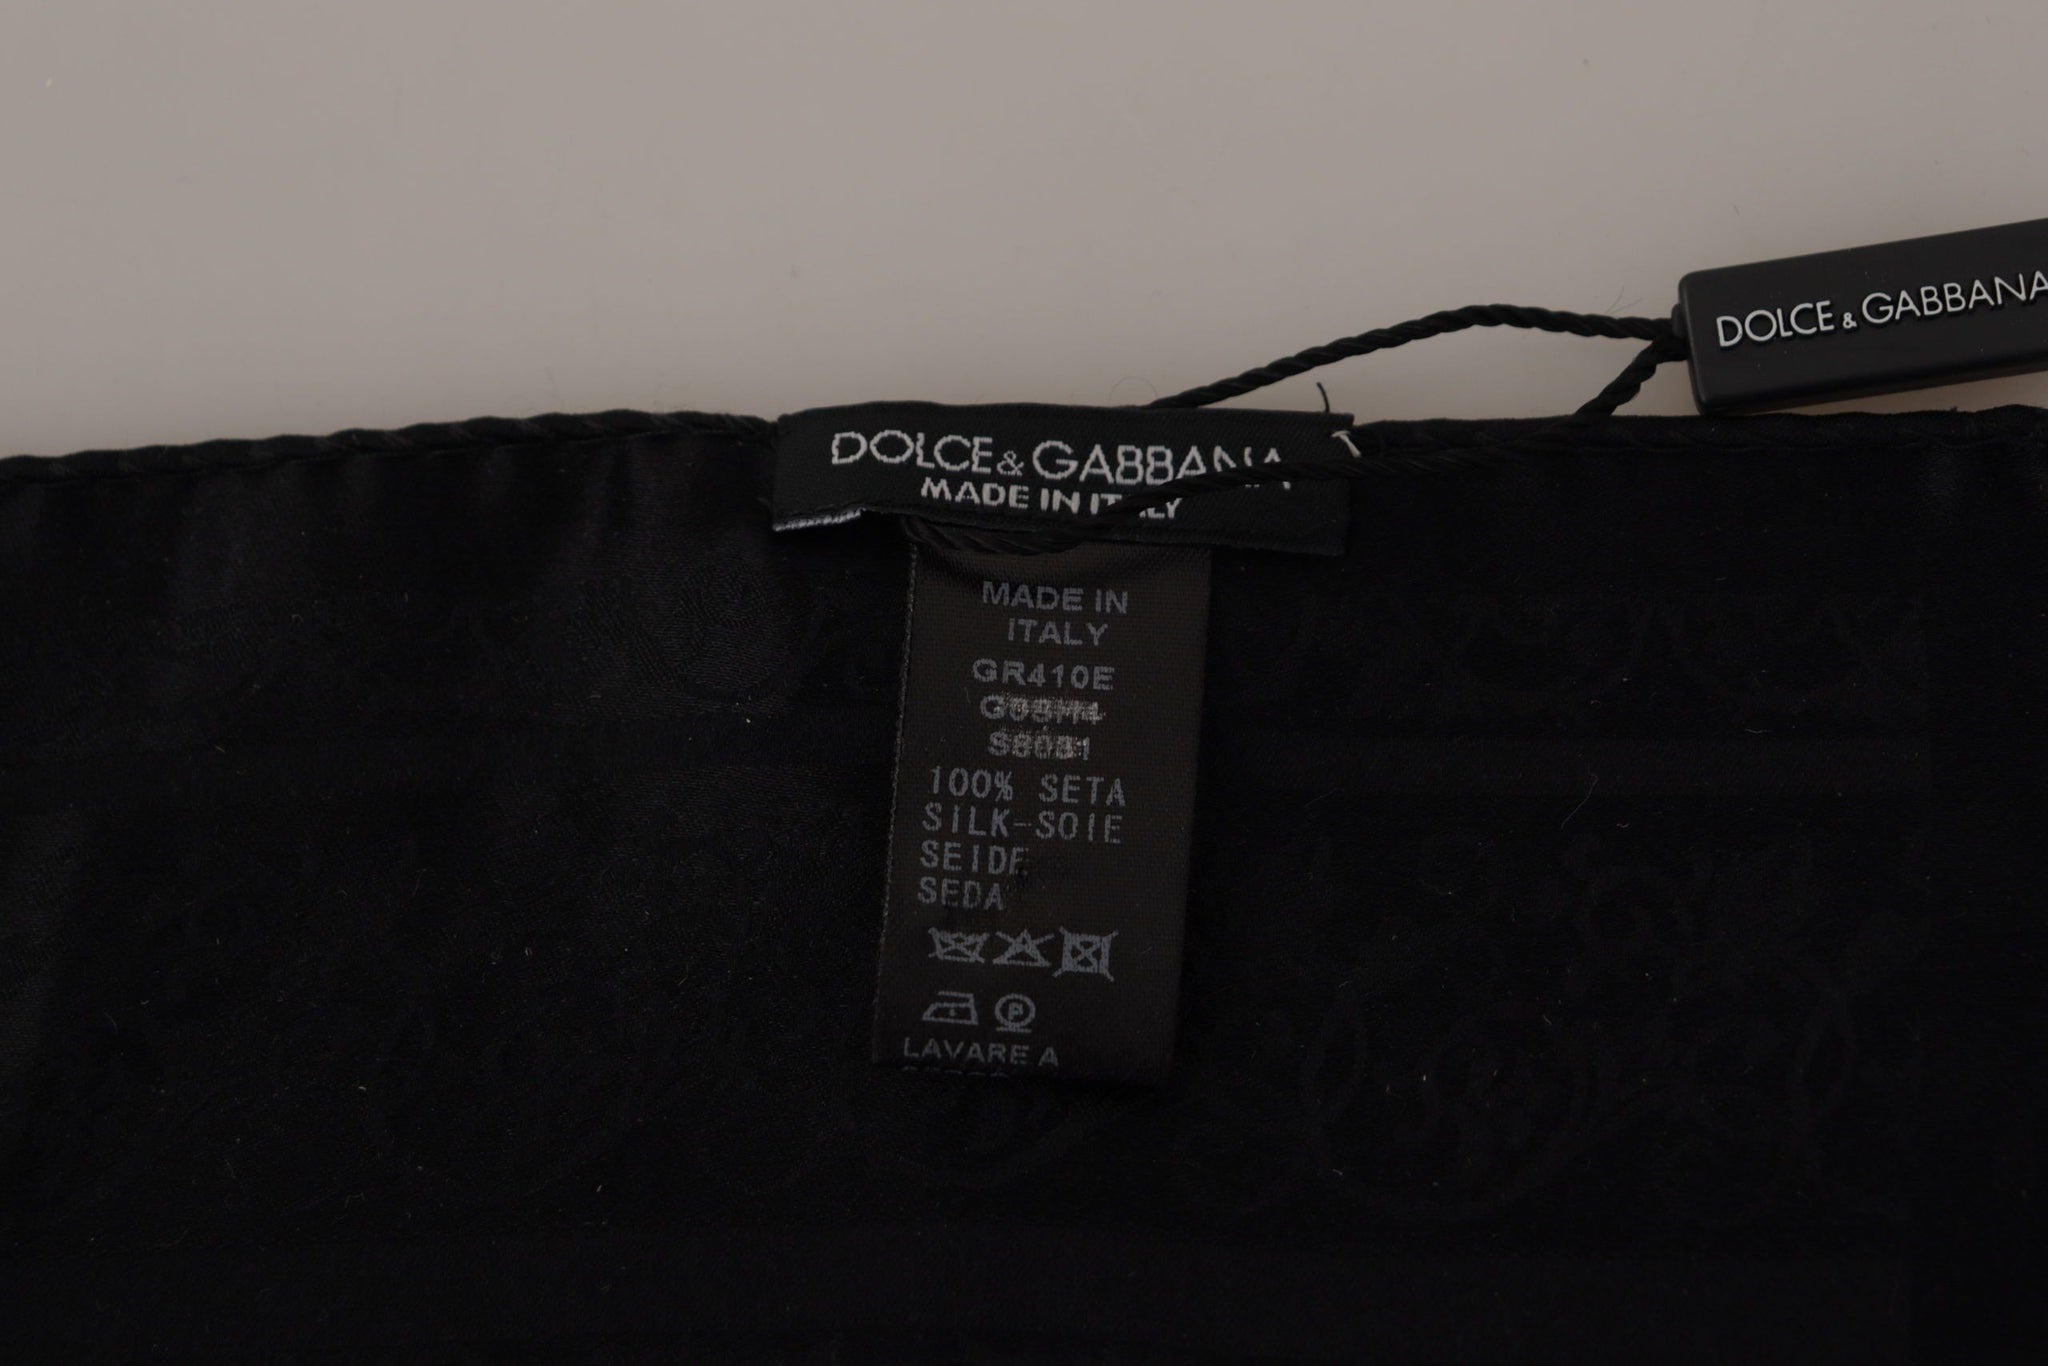 DOLCE & GABBANA
DOLCE & GABBANA
MADE IN ITALY
MADE IN
ITALY
GR410E
100% SETA
SILK-SOIE
SEIDE
SEDA
P
LAVARE A